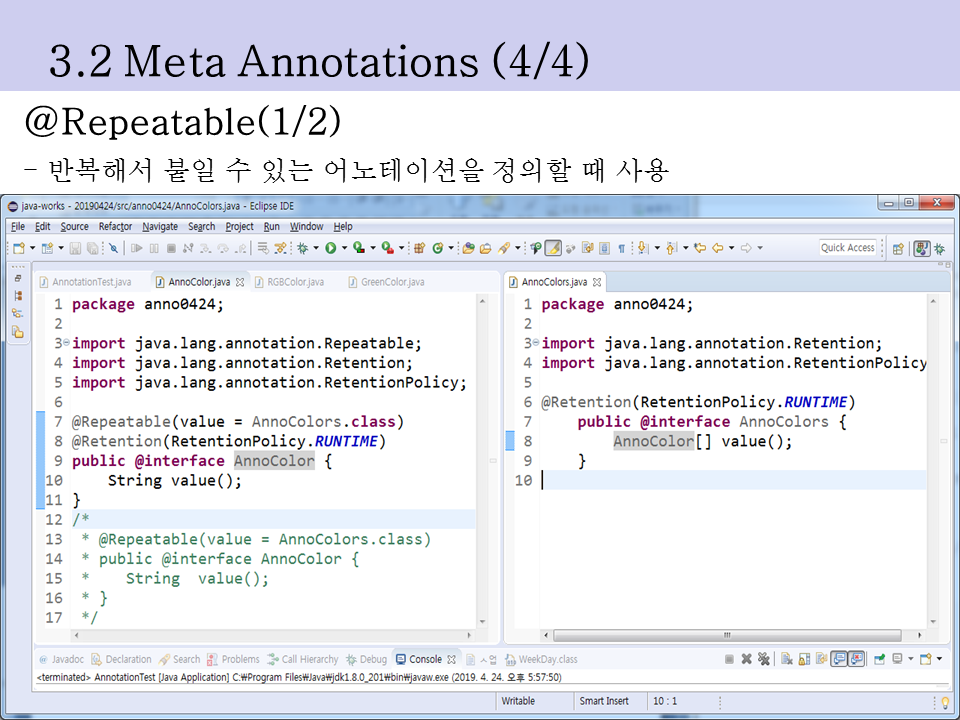 3.2 Meta Annotations (4/4)
@Repeatable(1/2)
- 반복해서 붙일 수 있는 어노테이션을 정의할 때 사용
java-works - 20190424/src/anno0424/AnnoColors.java - Eclipse IDE
File Edit Source Refactor Navigate Search Project Run Window Help
Quick Access
AnnotationTest.java AnnoColor.java RGBColor.java GreenColor.java
1 package anno0424;
2
3 import java.lang.annotation.Repeatable;
4 import java.lang.annotation.Retention;
5 import java.lang.annotation.RetentionPolicy;
6
7 @Repeatable(value = AnnoColors.class)
8 @Retention(RetentionPolicy.RUNTIME)
9 public @interface AnnoColor {
10 String value();
11 }
12 /*
13 * @Repeatable(value = AnnoColors.class)
14 * public @interface AnnoColor {
15 * String value();
16 * }
17 */
AnnoColors.java
1 package anno0424;
2
3 import java.lang.annotation.Retention;
4 import java.lang.annotation.RetentionPolicy
5
6 @Retention(RetentionPolicy.RUNTIME)
7 public @interface AnnoColors {
8 AnnoColor[] value();
9 }
10
Javadoc Declaration Search Problems Call Hierarchy Debug Console WeekDay.class
<terminated> AnnotationTest [Java Application] C:₩Program Files₩Java₩jdk1.8.0_201₩bin₩javaw.exe (2019. 4. 24. 오후 5:57:50)
Writable Smart Insert 10 : 1